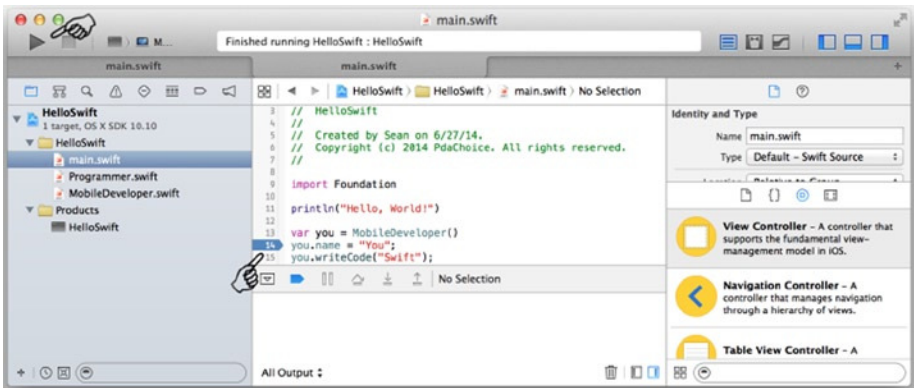 main.swift
M...
Finished running HelloSwift : HelloSwift
main.swift
main.swift
+
HelloSwift
1 target, OS X SDK 10.10
HelloSwift
main.swift
Programmer.swift
MobileDeveloper.swift
Products
HelloSwift
HelloSwift
HelloSwift
main.swift
No Selection
3 // HelloSwift
4 //
5 // Created by Sean on 6/27/14.
6 // Copyright (c) 2014 PdaChoice. All rights reserved.
7 //
8
9 import Foundation
10
11 println("Hello, World!")
12
13 var you = MobileDeveloper()
14 you.name = "You";
15 you.writeCode("Swift");
No Selection
All Output
Identity and Type
Name main.swift
Type Default – Swift Source
{}
View Controller – A controller that
supports the fundamental view–
management model in iOS.
Navigation Controller – A
controller that manages navigation
through a hierarchy of views.
Table View Controller – A